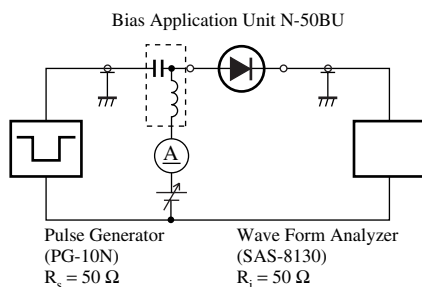 Bias Application Unit N-50BU
A
Pulse Generator
(PG-10N)
Rs = 50 Ω
Wave Form Analyzer
(SAS-8130)
Ri = 50 Ω